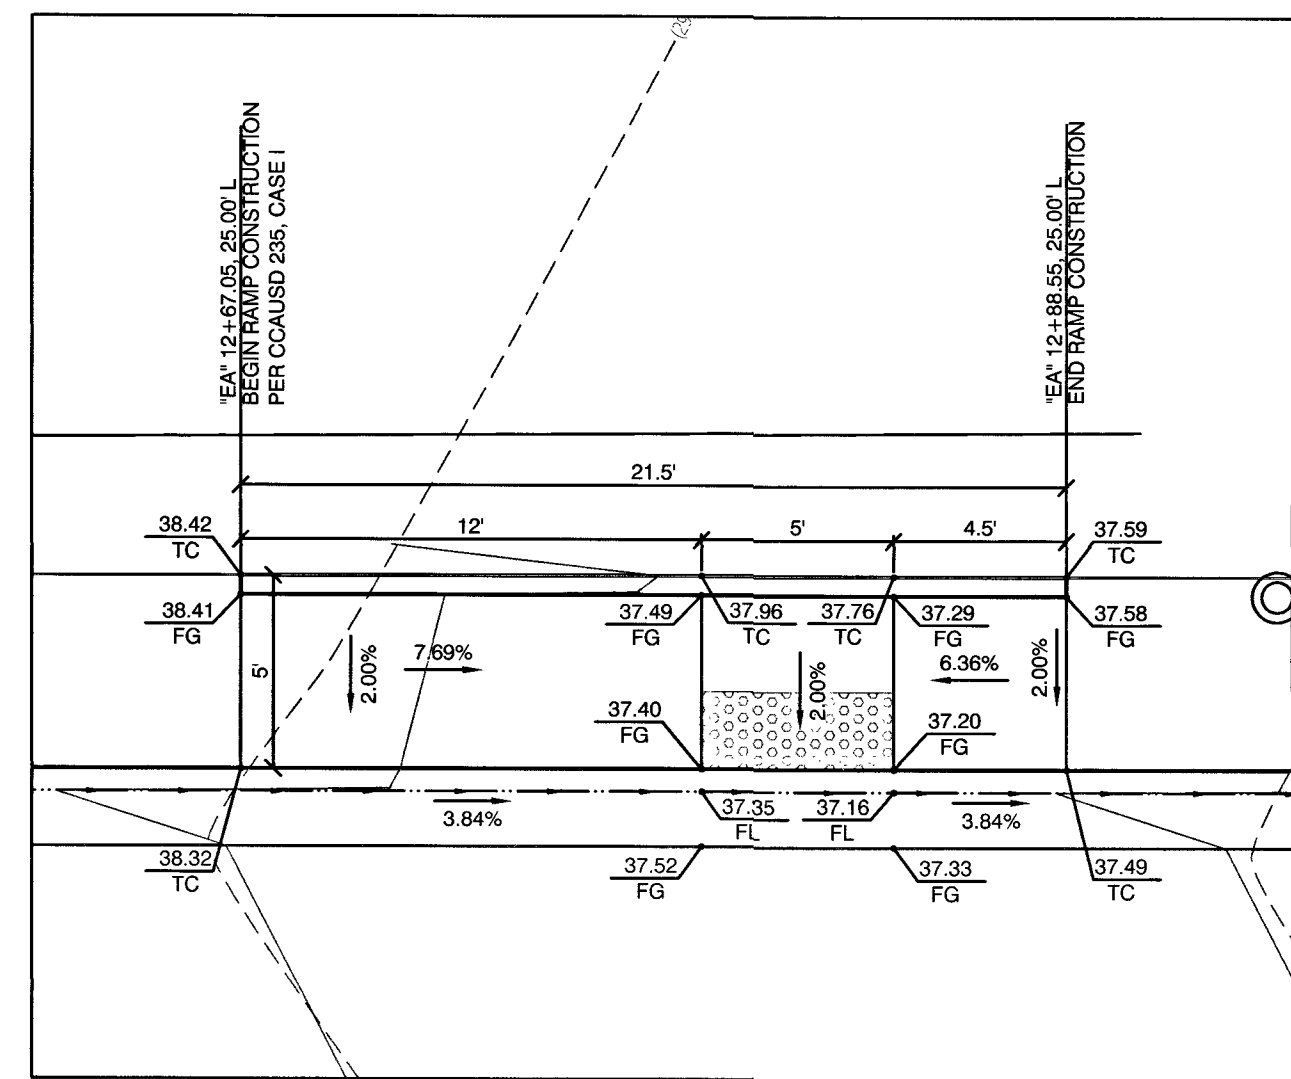 (29
"EA" 12+67.05, 25.00' L
BEGIN RAMP CONSTRUCTION
PER CCAUSD 235, CASE I
"EA" 12+88.55, 25.00' L
END RAMP CONSTRUCTION
21.5'
12'
5'
4.5'
38.42
TC
37.59
TC
38.41
FG
37.49
FG
37.96
TC
37.76
TC
37.29
FG
37.58
FG
5'
2.00%
7.69%
2.00%
6.36%
2.00%
37.40
FG
37.20
FG
3.84%
37.35
FL
37.16
FL
3.84%
38.32
TC
37.52
FG
37.33
FG
37.49
TC